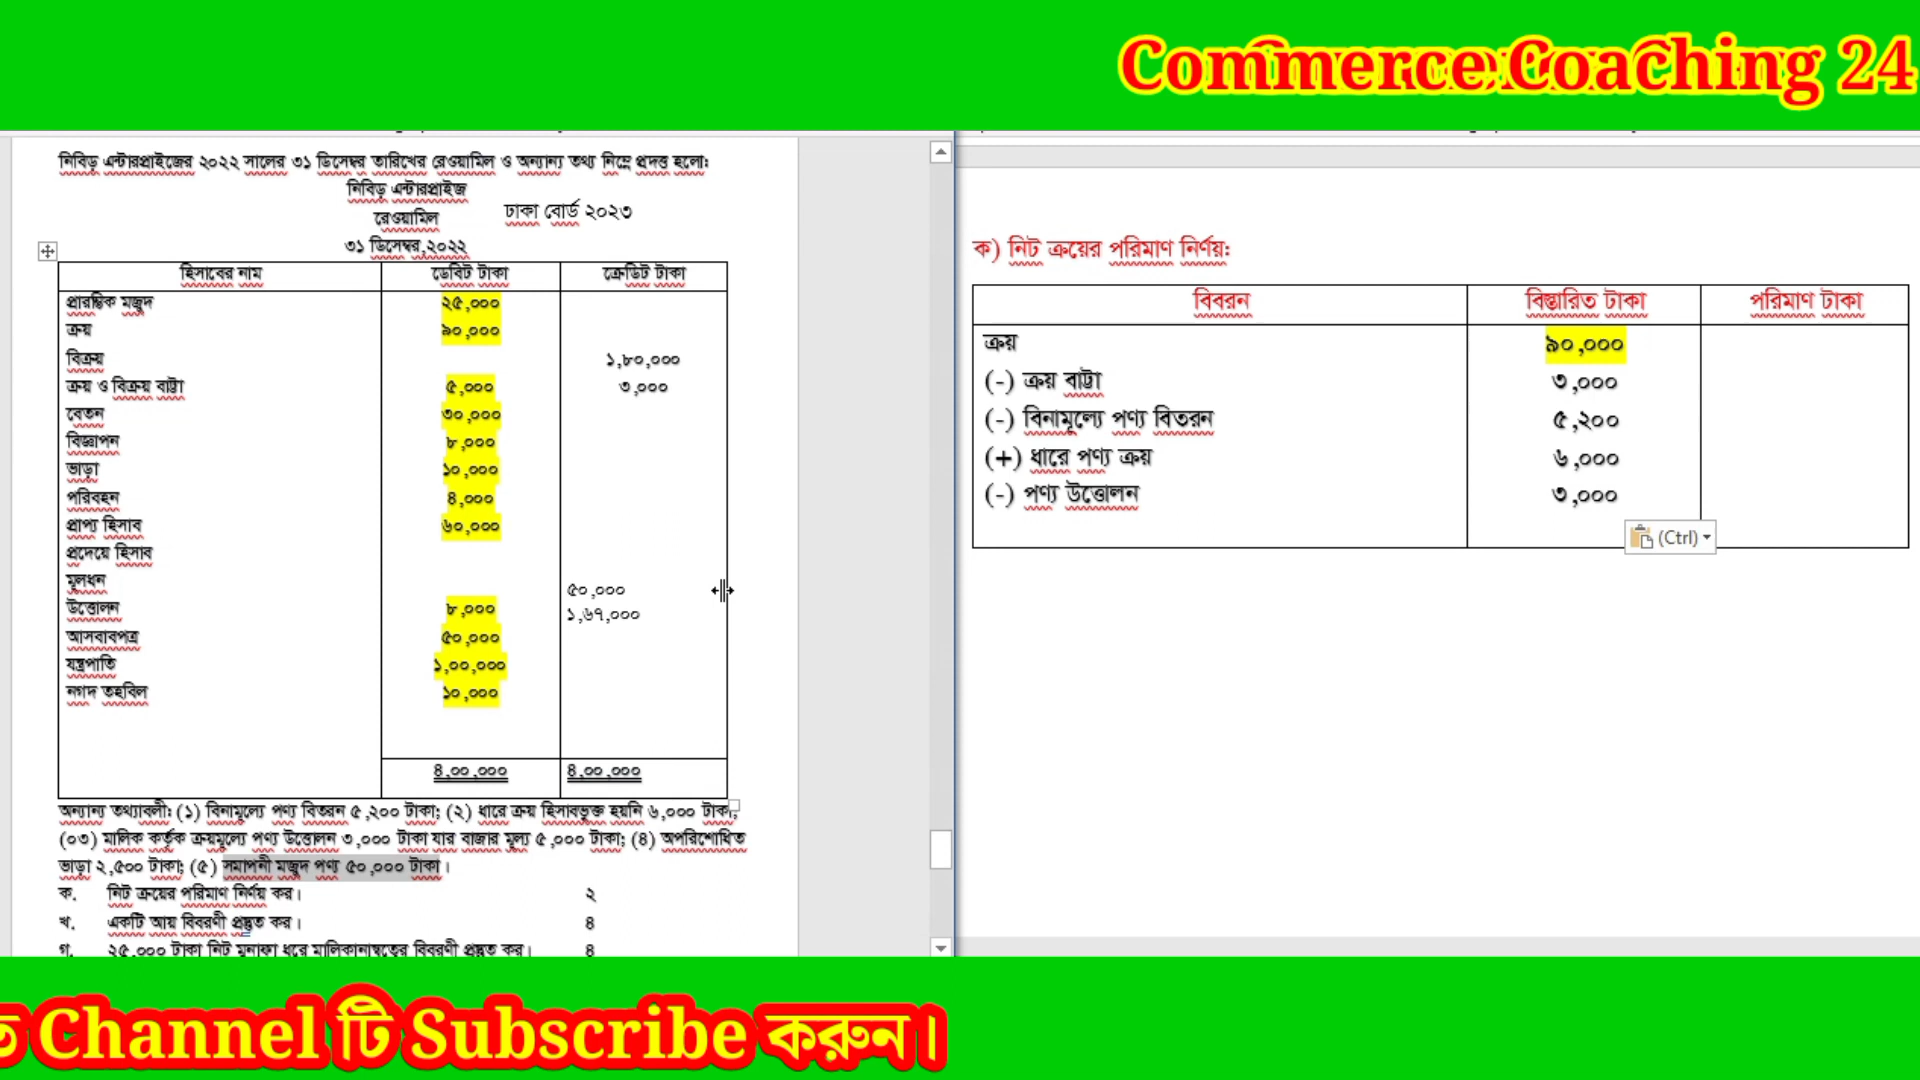 Commerce Coaching 24
নিবিড় এন্টারপ্রাইজের ২০২২ সালের ৩১ ডিসেম্বর তারিখের রেওয়ামিল ও অন্যান্য তথ্য নিম্নে প্রদত্ত হলো:
নিবিড় এন্টারপ্রাইজ
রেওয়ামিল
ঢাকা বোর্ড ২০২৩
৩১ ডিসেম্বর,২০২২
হিসাবের নাম ডেবিট টাকা ক্রেডিট টাকা
প্রারম্ভিক মজুদ ২৫,০০০
ক্রয় ৯০,০০০
বিক্রয় ১,৮০,০০০
ক্রয় ও বিক্রয় বাট্টা ৫,০০০ ৩,০০০
বেতন ৩০,০০০
বিজ্ঞাপন ৮,০০০
ভাড়া ১০,০০০
পরিবহন ৪,০০০
প্রাপ্য হিসাব ৬০,০০০
প্রদেয়ে হিসাব
মূলধন ৫০,০০০
উত্তোলন ৮,০০০ ১,৬৭,০০০
আসবাবপত্র ৫০,০০০
যন্ত্রপাতি ১,০০,০০০
নগদ তহবিল ১০,০০০
৪,০০,০০০ ৪,০০,০০০
অন্যান্য তথ্যাবলী: (১) বিনামূল্যে পণ্য বিতরন ৫,২০০ টাকা; (২) ধারে ক্রয় হিসাবভুক্ত হয়নি ৬,০০০ টাকা;
(০৩) মালিক কর্তৃক ক্রয়মূল্যে পণ্য উত্তোলন ৩,০০০ টাকা যার বাজার মূল্য ৫,০০০ টাকা; (৪) অপরিশোধিত
ভাড়া ২,৫০০ টাকা; (৫) সমাপনী মজুদ পণ্য ৫০,০০০ টাকা।
ক. নিট ক্রয়ের পরিমাণ নির্ণয় কর। ২
খ. একটি আয় বিবরণী প্রস্তুত কর। ৪
গ. ২৫,০০০ টাকা নিট মুনাফা ধরে মালিকানাস্বত্বের বিবরণী প্রস্তুত কর। ৪
ক) নিট ক্রয়ের পরিমাণ নির্ণয়:
বিবরন বিস্তারিত টাকা পরিমাণ টাকা
ক্রয় ৯০,০০০
(-) ক্রয় বাট্টা ৩,০০০
(-) বিনামূল্যে পণ্য বিতরন ৫,২০০
(+) ধারে পণ্য ক্রয় ৬,০০০
(-) পণ্য উত্তোলন ৩,০০০
(Ctrl)
Channel টি Subscribe করুন।